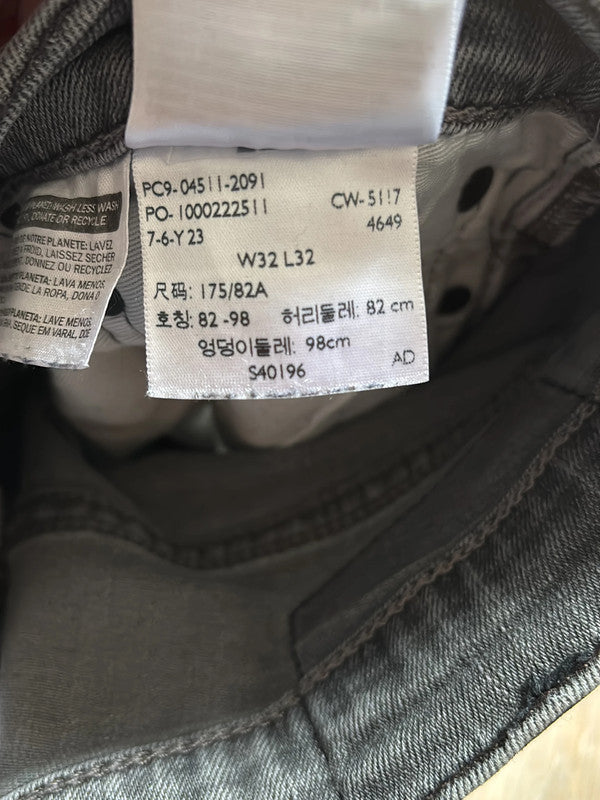 PC9-04511-2091
PO-1000222511 CW-5117
7-6-Y23 4649
W32 L32
尺码: 175/82A
호칭: 82-98 허리둘레: 82 cm
엉덩이둘레: 98cm
S40196 AD
PLANET: WASH LESS WASH
DONATE OR RECYCLE
NOTRE PLANETE: LAVEZ
FROID, LAISSEZ SECHER
DONNEZ OU RECYCLEZ
PLANETA: LAVA MENOS,
DE LA ROPA, DONA
PLANETA: LAVE MENOS,
SEQUE EM VARAL, DOE